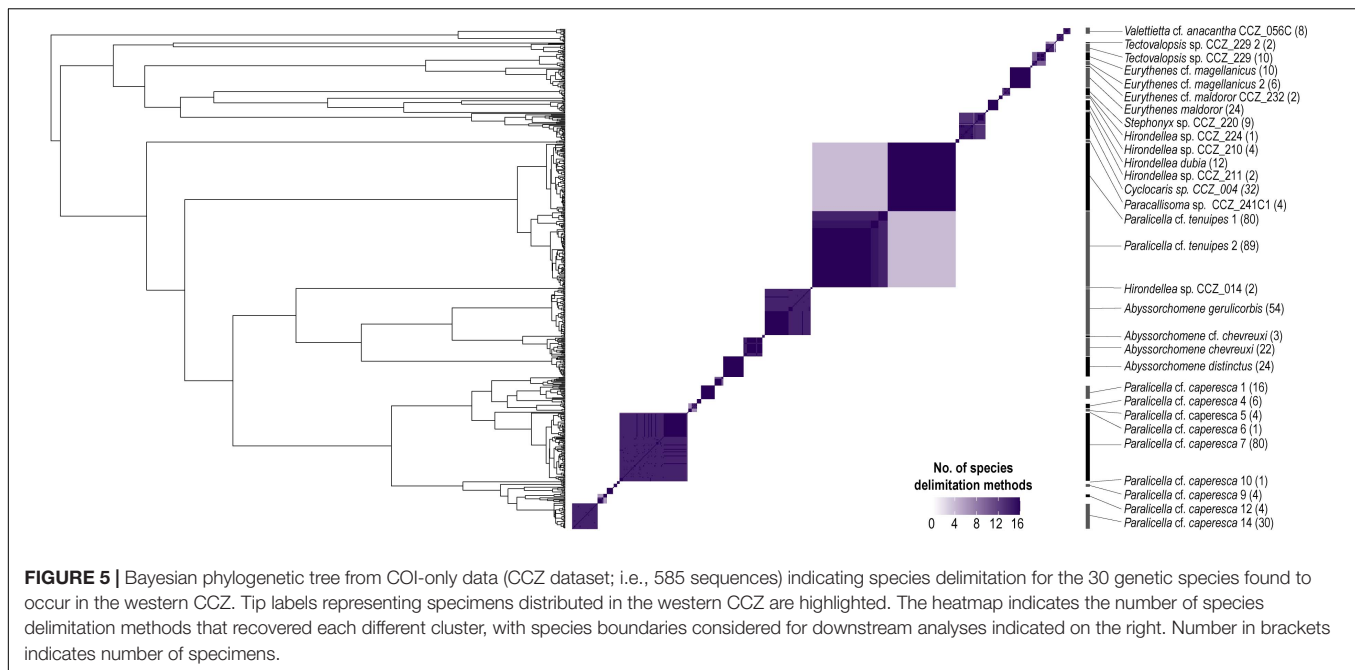 Valettietta cf. anacantha CCZ_056C (8)
Tectovalopsis sp. CCZ_229 2 (2)
Tectovalopsis sp. CCZ_229 (10)
Eurythenes cf. magellanicus (10)
Eurythenes cf. magellanicus 2 (6)
Eurythenes cf. maldoror CCZ_232 (2)
Eurythenes maldoror (24)
Stephonyx sp. CCZ_220 (9)
Hirondellea sp. CCZ_224 (1)
Hirondellea sp. CCZ_210 (4)
Hirondellea dubia (12)
Hirondellea sp. CCZ_211 (2)
Cyclocaris sp. CCZ_004 (32)
Paracallisoma sp. CCZ_241C1 (4)
Paralicella cf. tenuipes 1 (80)
Paralicella cf. tenuipes 2 (89)
Hirondellea sp. CCZ_014 (2)
Abyssorchomene gerulicorbis (54)
Abyssorchomene cf. chevreuxi (3)
Abyssorchomene chevreuxi (22)
Abyssorchomene distinctus (24)
Paralicella cf. caperesca 1 (16)
Paralicella cf. caperesca 4 (6)
Paralicella cf. caperesca 5 (4)
Paralicella cf. caperesca 6 (1)
Paralicella cf. caperesca 7 (80)
Paralicella cf. caperesca 10 (1)
Paralicella cf. caperesca 9 (4)
Paralicella cf. caperesca 12 (4)
Paralicella cf. caperesca 14 (30)
No. of species
delimitation methods
0 4 8 12 16
FIGURE 5 | Bayesian phylogenetic tree from COI-only data (CCZ dataset; i.e., 585 sequences) indicating species delimitation for the 30 genetic species found to
occur in the western CCZ. Tip labels representing specimens distributed in the western CCZ are highlighted. The heatmap indicates the number of species
delimitation methods that recovered each different cluster, with species boundaries considered for downstream analyses indicated on the right. Number in brackets
indicates number of specimens.